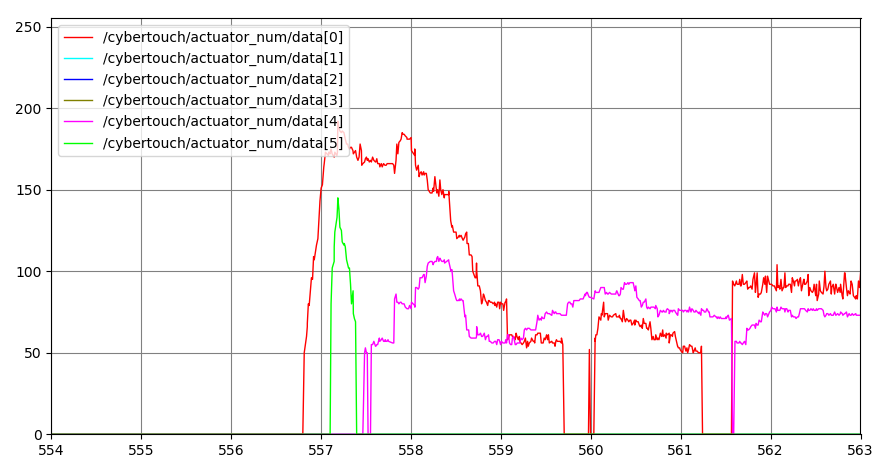 250
200
150
100
50
0
/cybertouch/actuator_num/data[0]
/cybertouch/actuator_num/data[1]
/cybertouch/actuator_num/data[2]
/cybertouch/actuator_num/data[3]
/cybertouch/actuator_num/data[4]
/cybertouch/actuator_num/data[5]
554 555 556 557 558 559 560 561 562 563